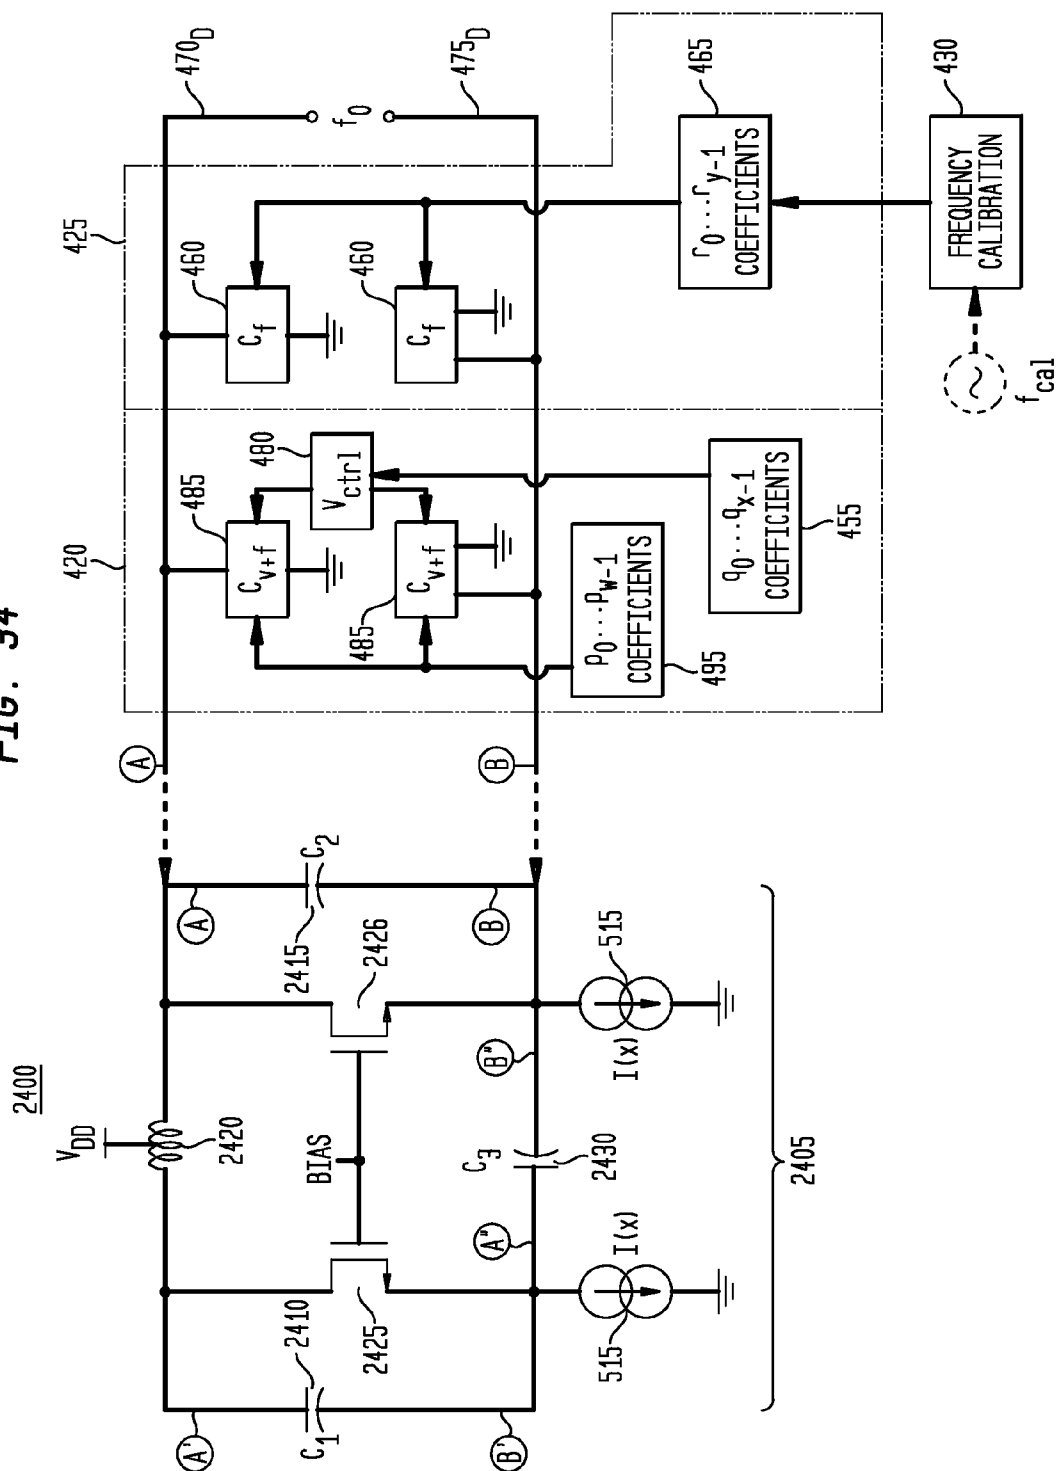 FIG. 34
2400
V_DD
2420
A'
C_1
2410
B'
2425
BIAS
2426
A
2415
C_2
B
C_3
2430
A"
B"
515
I(x)
I(x)
515
2405
A
B
420
425
470_D
475_D
f_0
485
C_v+f
480
V_ctrl
485
C_v+f
460
C_f
460
C_f
p_0...p_w-1
COEFFICIENTS
495
q_0...q_x-1
COEFFICIENTS
455
r_0...r_y-1
COEFFICIENTS
465
FREQUENCY
CALIBRATION
430
f_cal